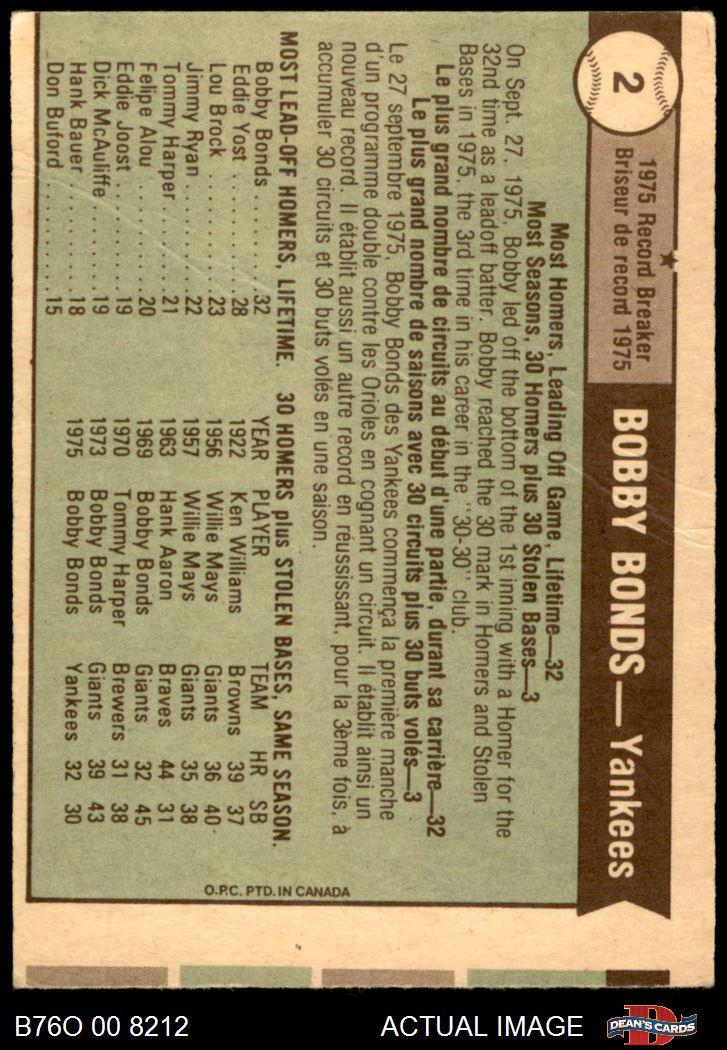 2
1975 Record Breaker
Briseur de record 1975
BOBBY BONDS—Yankees
Most Homers, Leading Off Game, Lifetime—32
Most Seasons, 30 Homers plus 30 Stolen Bases—3
On Sept. 27, 1975, Bobby led off the bottom of the 1st inning with a Homer for the
32nd time as a leadoff batter. Bobby reached the 30 mark in Homers and Stolen
Bases in 1975, the 3rd time in his career in the "30-30" club.
Le plus grand nombre de circuits au début d'une partie, durant sa carrière—32
Le plus grand nombre de saisons avec 30 circuits plus 30 buts volés—3
Le 27 septembre 1975, Bobby Bonds des Yankees commença la première manche
d'un programme double contre les Orioles en cognant un circuit. Il établit ainsi un
nouveau record. Il établit aussi un autre record en réussissant, pour la 3ème fois, à
accumuler 30 circuits et 30 buts volés en une saison.
MOST LEAD-OFF HOMERS, LIFETIME.
Bobby Bonds . . . . . . 32
Eddie Yost . . . . . . . . 28
Lou Brock . . . . . . . . 23
Jimmy Ryan . . . . . . . 22
Tommy Harper . . . . . 21
Felipe Alou . . . . . . . . 20
Eddie Joost . . . . . . . 19
Dick McAuliffe . . . . . 19
Hank Bauer . . . . . . . 18
Don Buford . . . . . . . 15
30 HOMERS plus STOLEN BASES, SAME SEASON.
YEAR PLAYER TEAM HR SB
1922 Ken Williams Browns 39 37
1956 Willie Mays Giants 36 40
1957 Willie Mays Giants 35 38
1963 Hank Aaron Braves 44 31
1969 Bobby Bonds Giants 32 45
1970 Tommy Harper Brewers 31 38
1973 Bobby Bonds Giants 39 43
1975 Bobby Bonds Yankees 32 30
O.P.C. PTD. IN CANADA
B76O 00 8212
ACTUAL IMAGE
D
DEAN'S CARDS